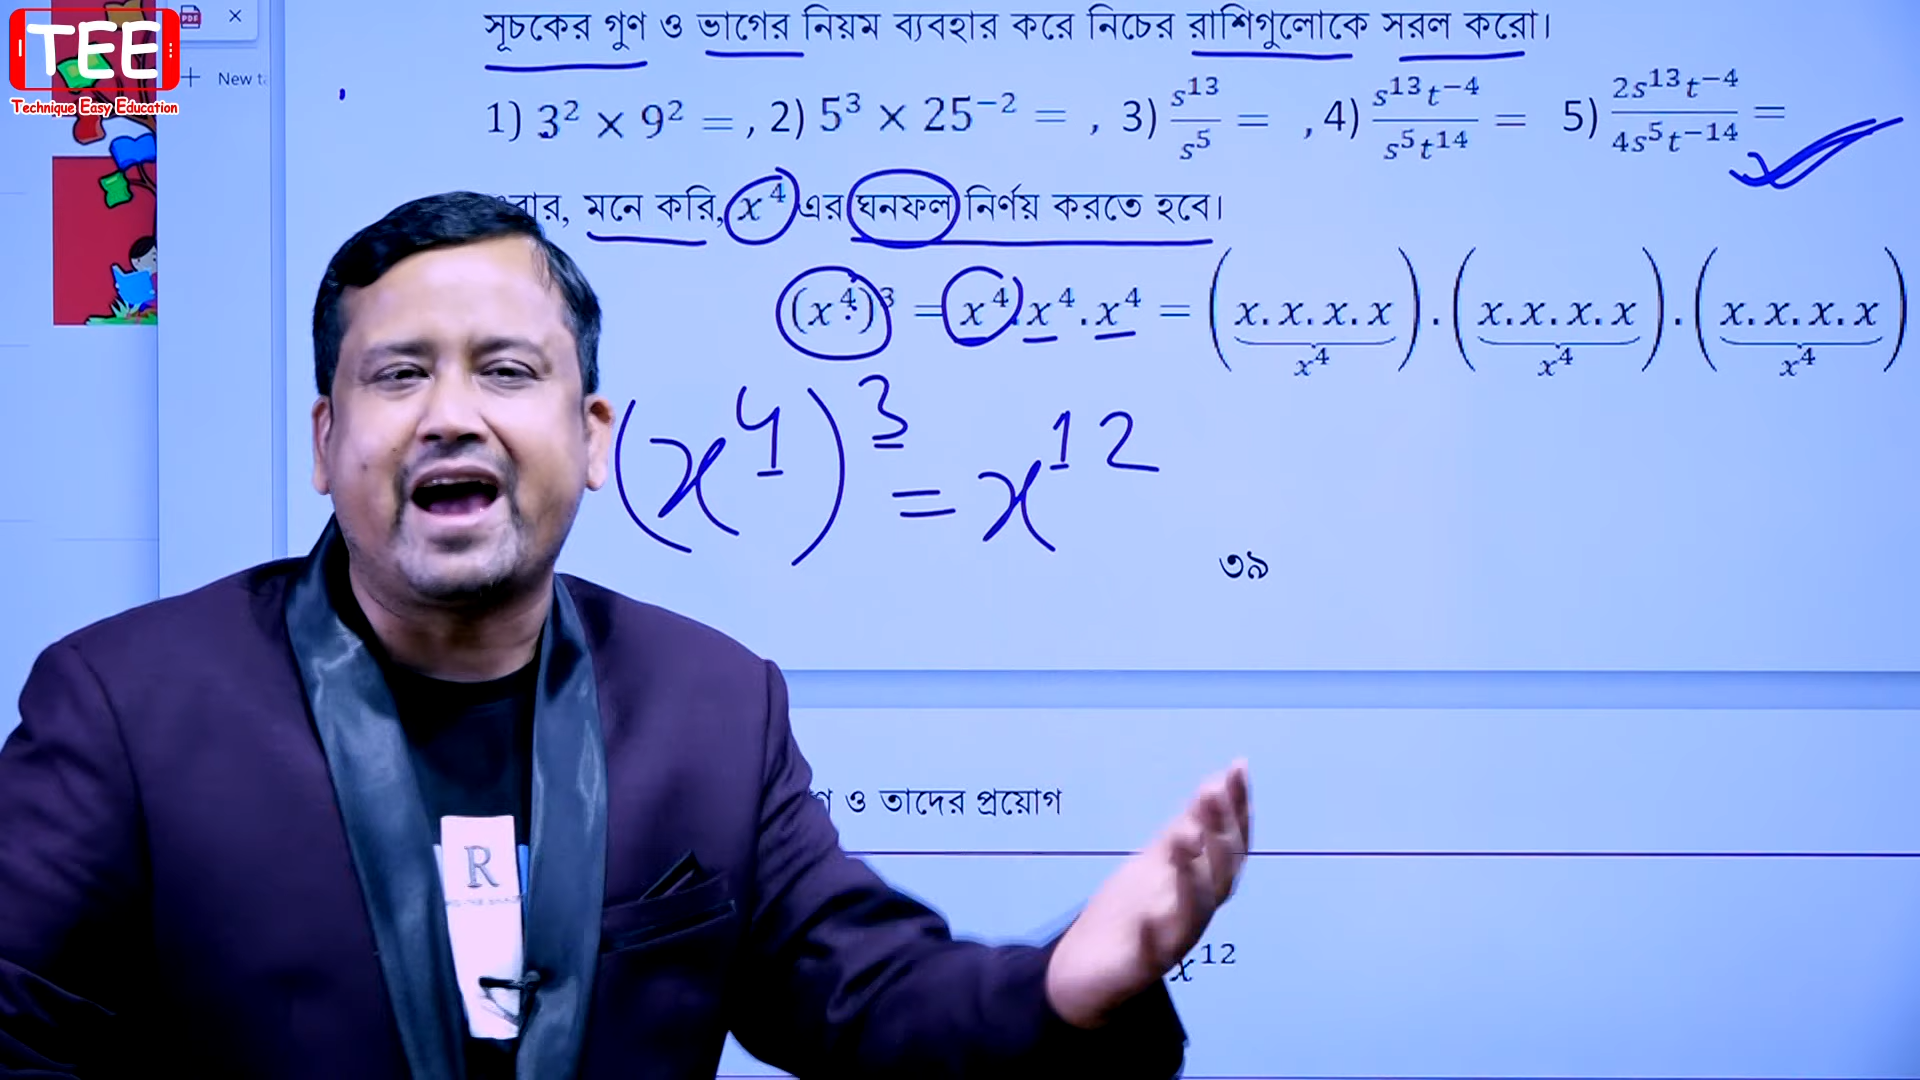 TEE
Technique Easy Education
New t
সূচকের গুণ ও ভাগের নিয়ম ব্যবহার করে নিচের রাশিগুলোকে সরল করো।
1) 3² × 9² = , 2) 5³ × 25⁻² = , 3) s¹³/s⁵ = , 4) s¹³t⁻⁴/s⁵t¹⁴ = 5) 2s¹³t⁻⁴/4s⁵t⁻¹⁴ =
মনে করি, x⁴ এর ঘনফল নির্ণয় করতে হবে।
(x⁴)³ = x⁴.x⁴.x⁴ = (x.x.x.x).(x.x.x.x).(x.x.x.x)
x⁴ x⁴ x⁴
(x⁴)³ = x¹²
৩৯
ও তাদের প্রয়োগ
R
x¹²